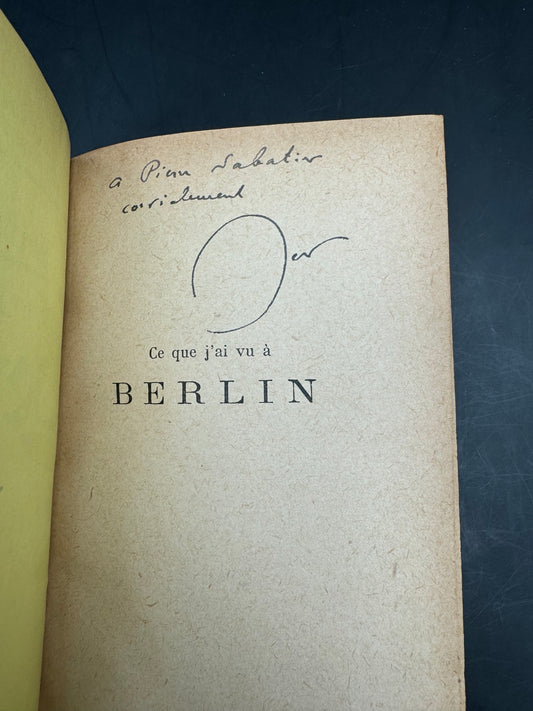 a Pierre Sabatier
cordialement
Ce que j'ai vu à
BERLIN